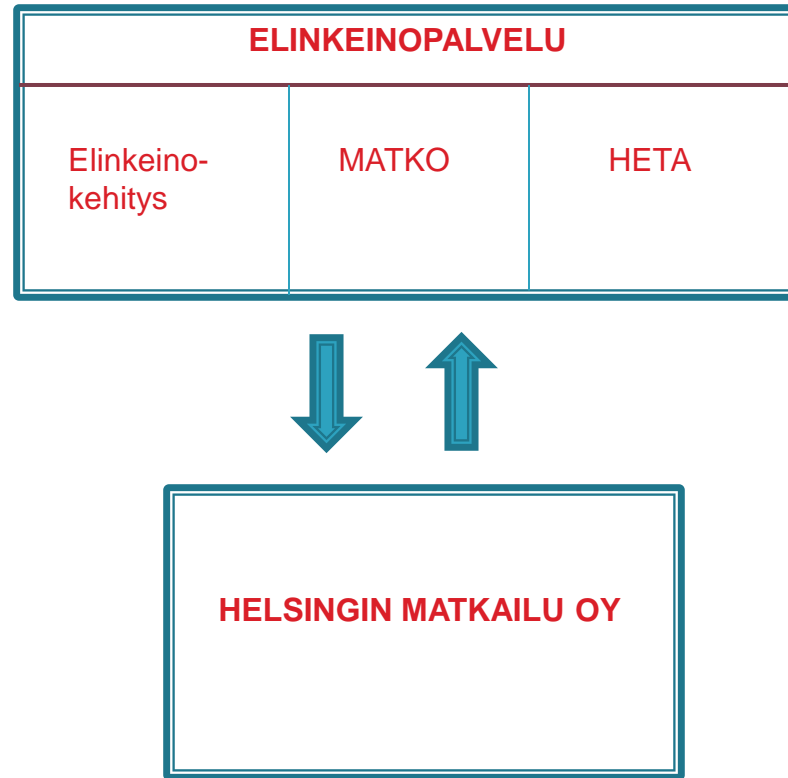 ELINKEINOPALVELU
Elinkeino-
kehitys
MATKO
HETA
HELSINGIN MATKAILU OY